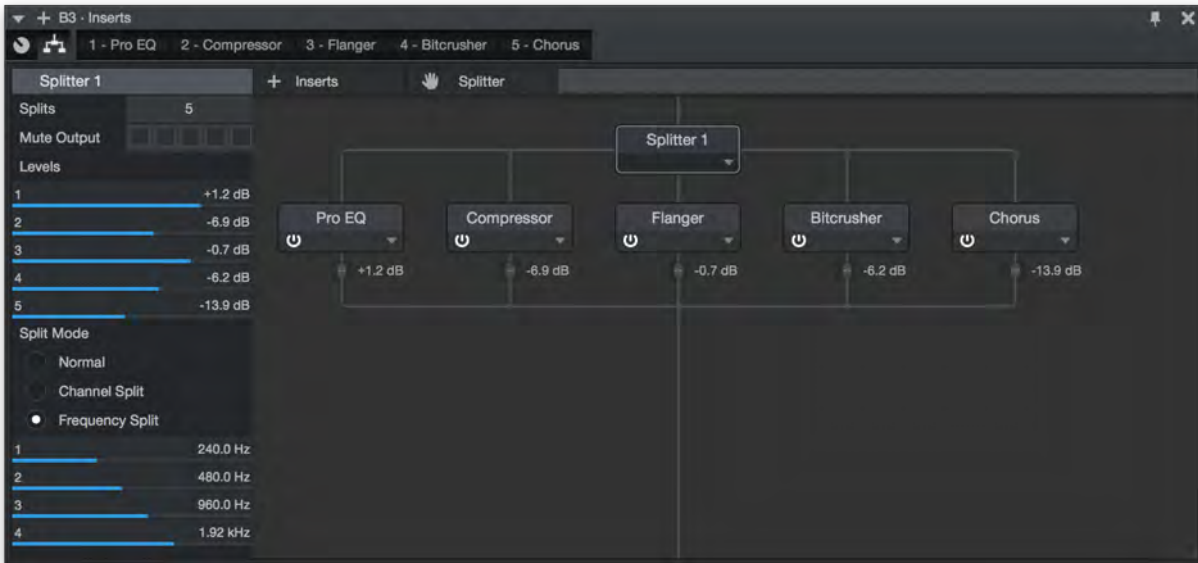 B3 - Inserts
1 - Pro EQ 2 - Compressor 3 - Flanger 4 - Bitcrusher 5 - Chorus
Splitter 1 + Inserts Splitter
Splits 5
Mute Output
Levels
1 +1.2 dB
2 -6.9 dB
3 -0.7 dB
4 -6.2 dB
5 -13.9 dB
Split Mode
Normal
Channel Split
Frequency Split
1 240.0 Hz
2 480.0 Hz
3 960.0 Hz
4 1.92 kHz
Splitter 1
Pro EQ Compressor Flanger Bitcrusher Chorus
+1.2 dB -6.9 dB -0.7 dB -6.2 dB -13.9 dB